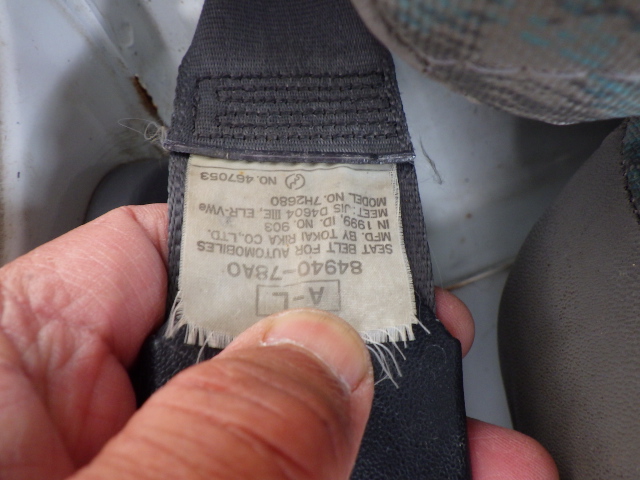 A-L
84940-78A0
SEAT BELT FOR AUTOMOBILES
MFD. BY TOKAI RIKA CO., LTD.
IN 1999, ID. NO. 903
MEET: JIS D4604 IIIE, ELR-VWe
MODEL NO. 7H2680
NO. 467053